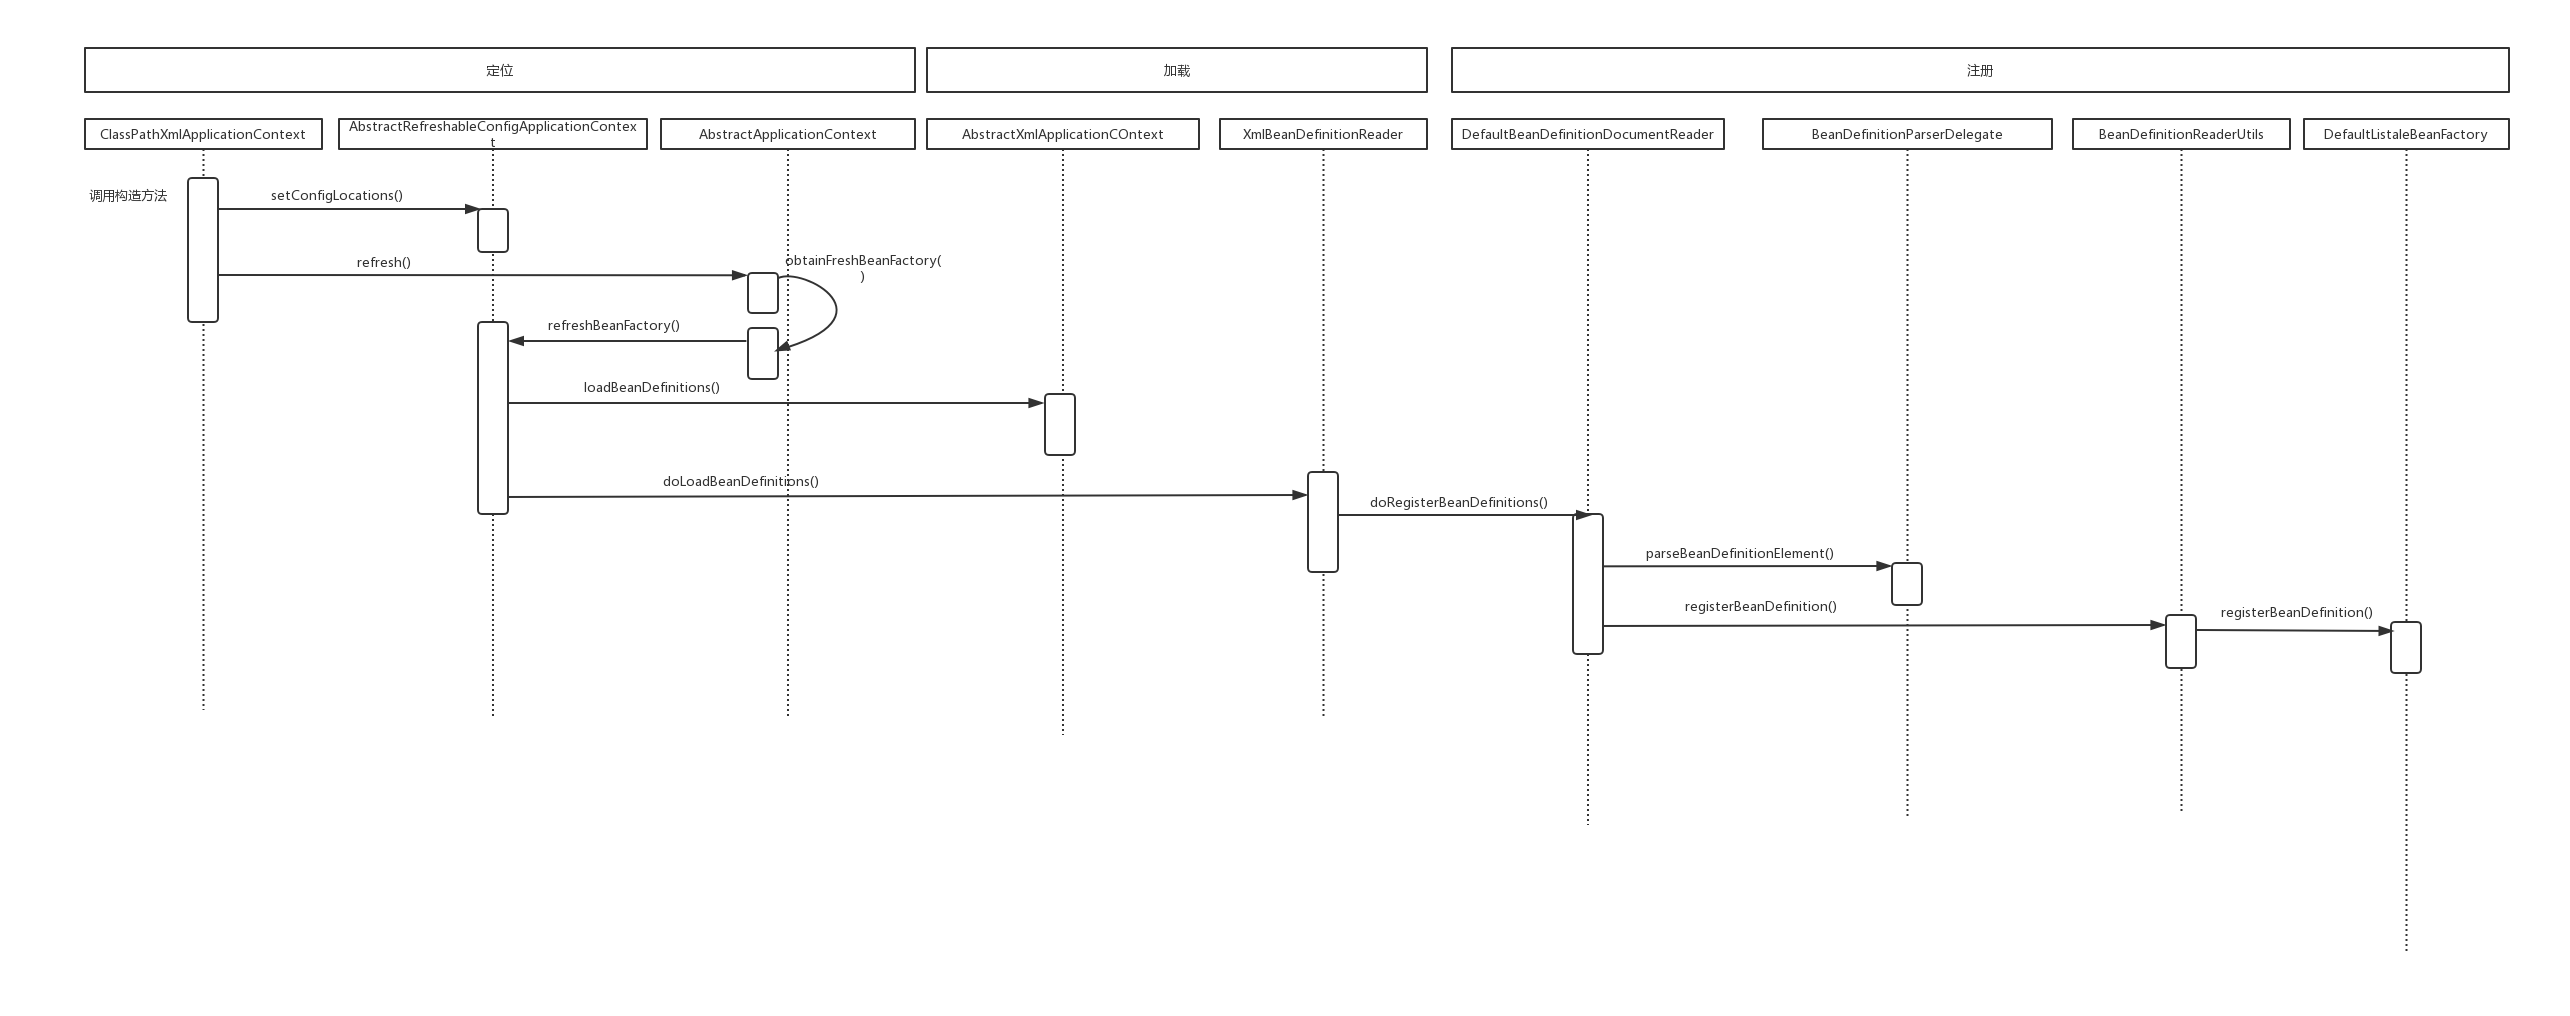 定位
加载
注册
ClassPathXmlApplicationContext
AbstractRefreshableConfigApplicationContex
t
AbstractApplicationContext
AbstractXmlApplicationCOntext
XmlBeanDefinitionReader
DefaultBeanDefinitionDocumentReader
BeanDefinitionParserDelegate
BeanDefinitionReaderUtils
DefaultListaleBeanFactory
调用构造方法
setConfigLocations()
refresh()
obtainFreshBeanFactory(
)
refreshBeanFactory()
loadBeanDefinitions()
doLoadBeanDefinitions()
doRegisterBeanDefinitions()
parseBeanDefinitionElement()
registerBeanDefinition()
registerBeanDefinition()